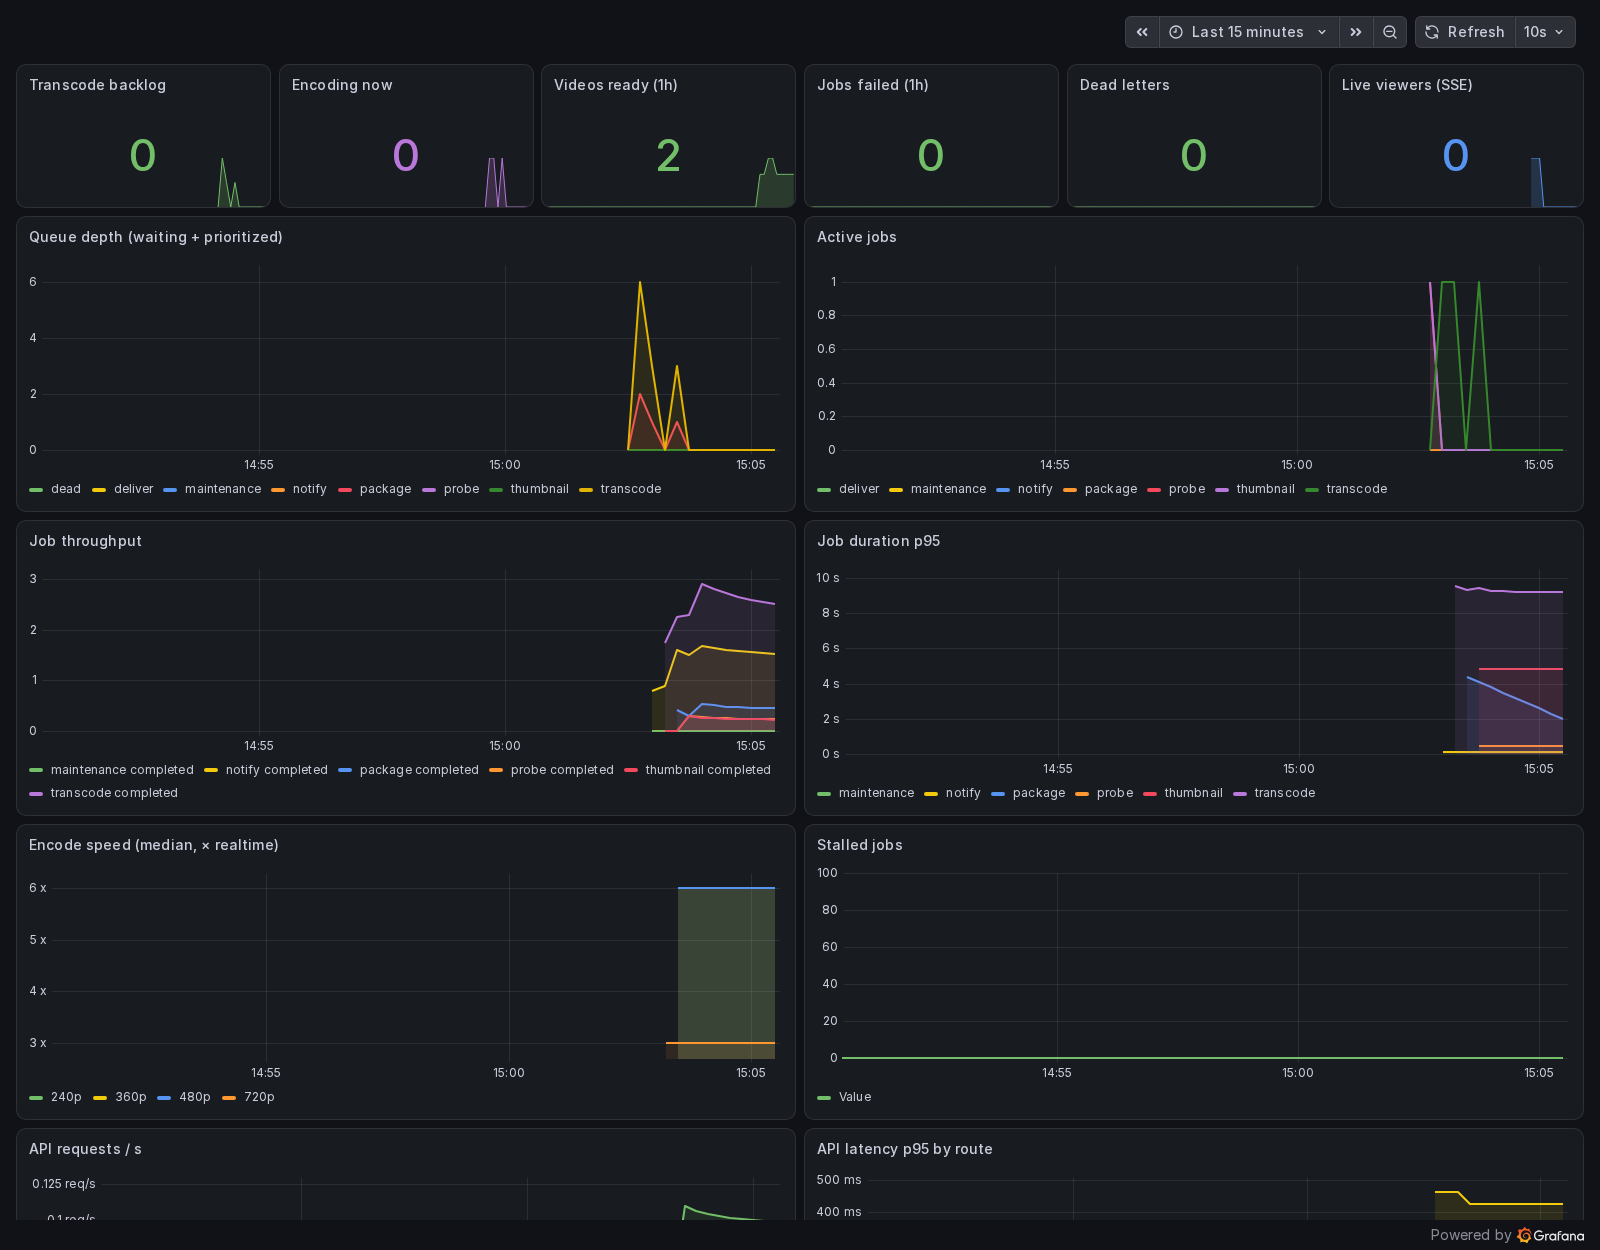 Last 15 minutes Refresh 10s
Transcode backlog Encoding now Videos ready (1h) Jobs failed (1h) Dead letters Live viewers (SSE)
0 0 2 0 0 0
Queue depth (waiting + prioritized)
6
4
2
0
14:55 15:00 15:05
dead deliver maintenance notify package probe thumbnail transcode
Active jobs
1
0.8
0.6
0.4
0.2
0
14:55 15:00 15:05
deliver maintenance notify package probe thumbnail transcode
Job throughput
3
2
1
0
14:55 15:00 15:05
maintenance completed notify completed package completed probe completed thumbnail completed
transcode completed
Job duration p95
10 s
8 s
6 s
4 s
2 s
0 s
14:55 15:00 15:05
maintenance notify package probe thumbnail transcode
Encode speed (median, × realtime)
6 x
5 x
4 x
3 x
14:55 15:00 15:05
240p 360p 480p 720p
Stalled jobs
100
80
60
40
20
0
14:55 15:00 15:05
Value
API requests / s
0.125 req/s
0.1 req/s
API latency p95 by route
500 ms
400 ms
Powered by Grafana